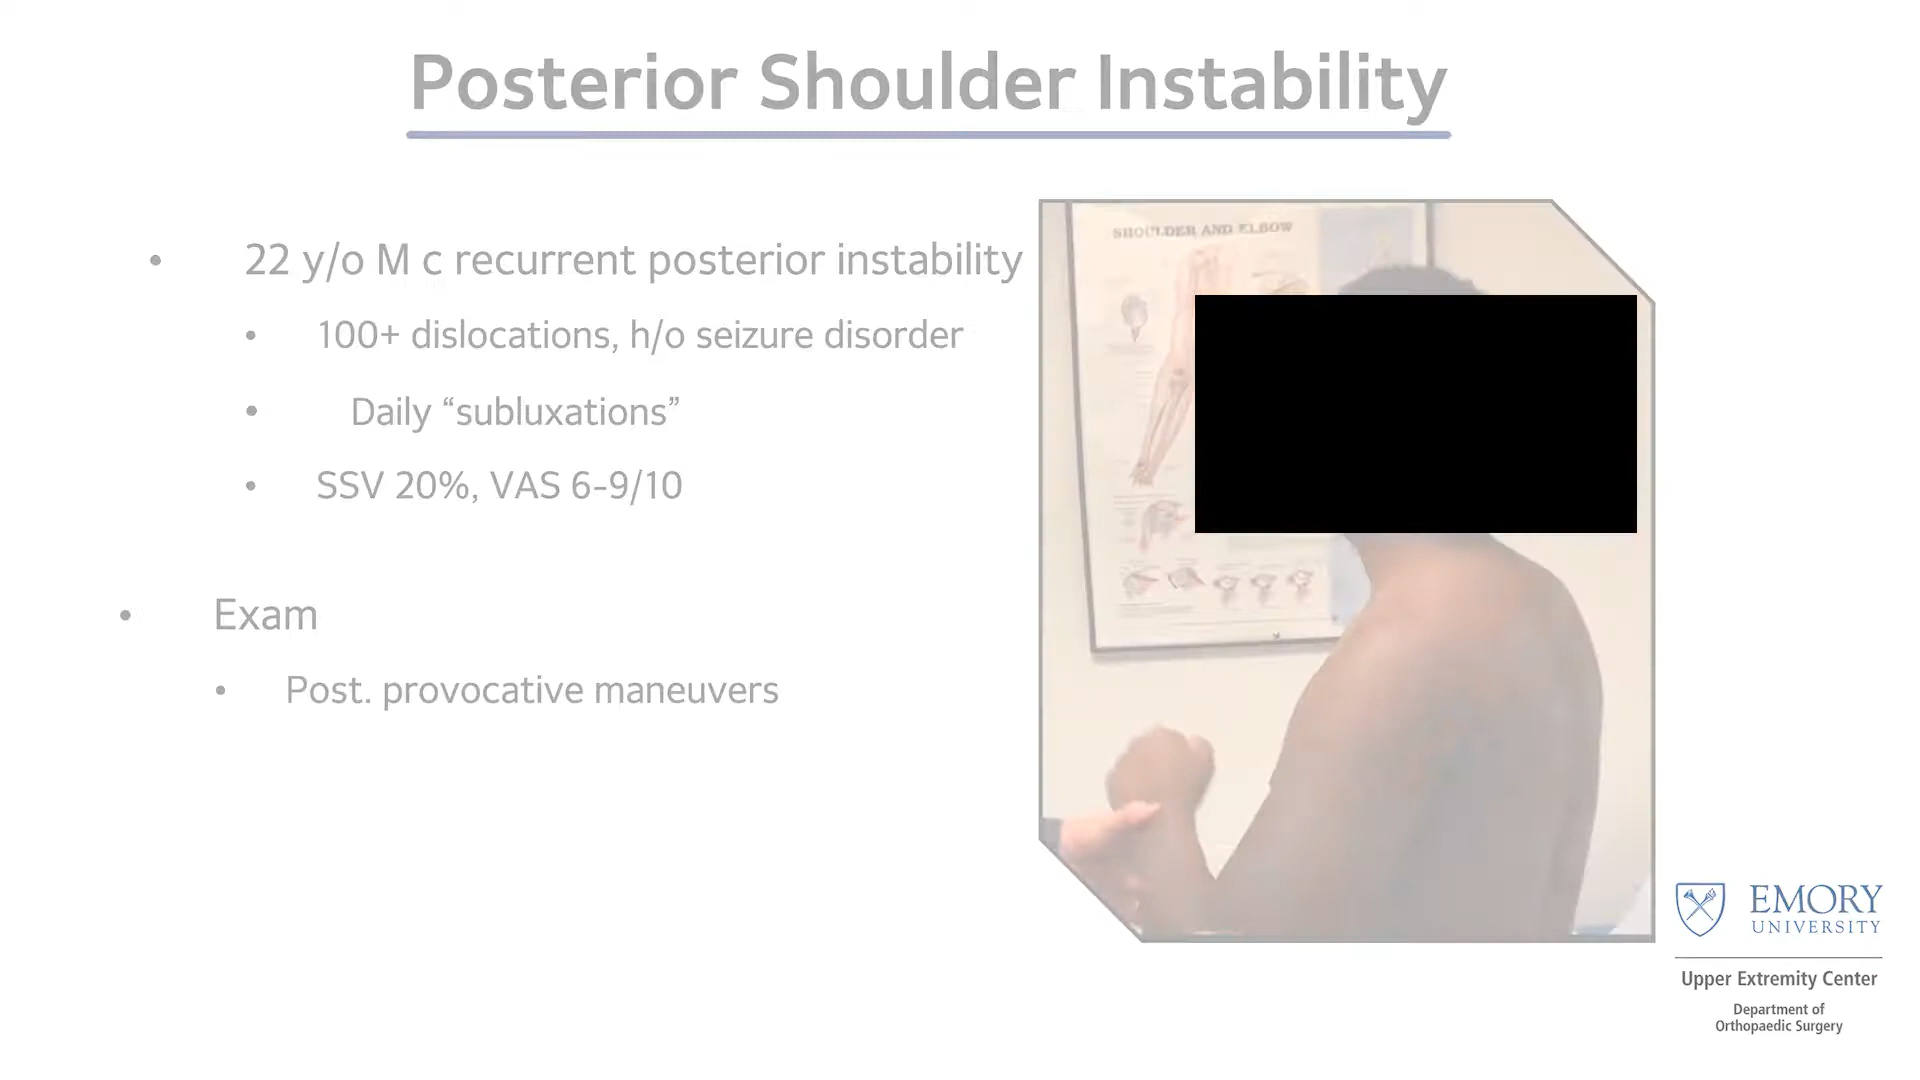 Posterior Shoulder Instability
• 22 y/o M c recurrent posterior instability
• 100+ dislocations, h/o seizure disorder
• Daily “subluxations”
• SSV 20%, VAS 6-9/10
• Exam
• Post. provocative maneuvers
SHOULDER AND ELBOW
EMORY
UNIVERSITY
Upper Extremity Center
Department of
Orthopaedic Surgery